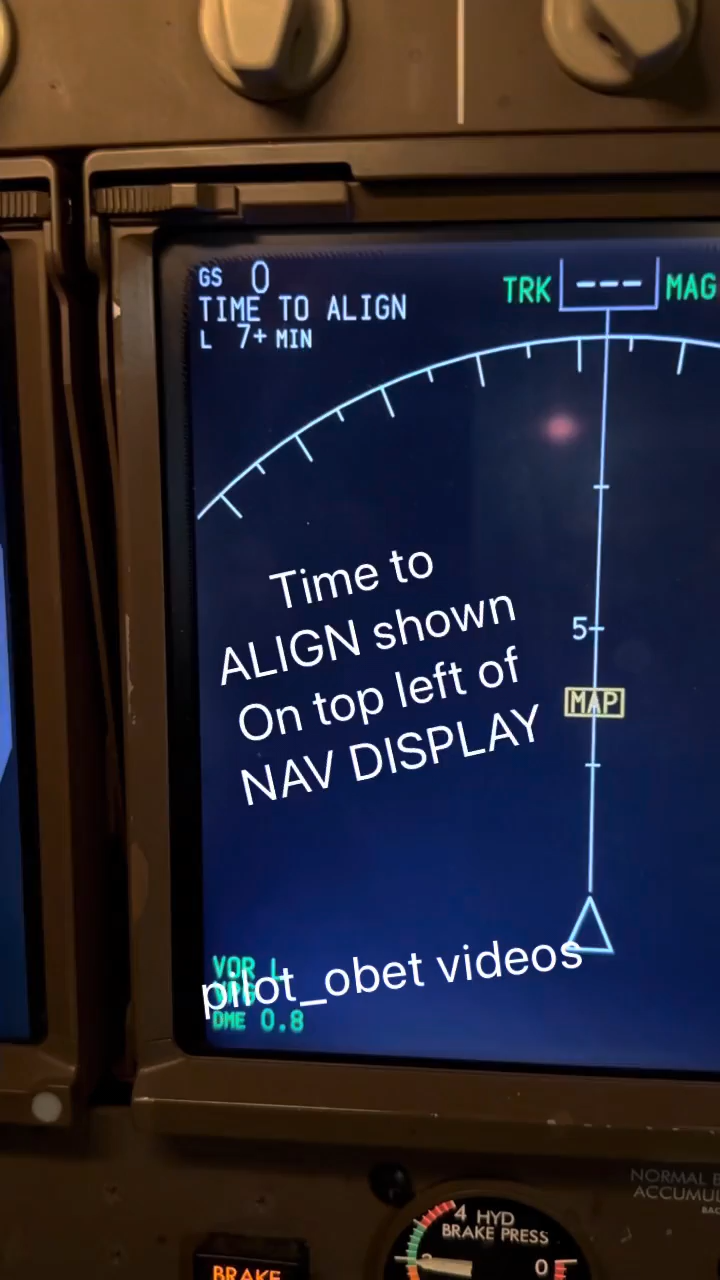 GS 0
TRK --- MAG
TIME TO ALIGN
L 7+ MIN
Time to
ALIGN shown
On top left of
NAV DISPLAY
5
MAP
VOR L
pilot_obet videos
DME 0.8
NORMAL
4 HYD
BRAKE PRESS
0
BRAKE